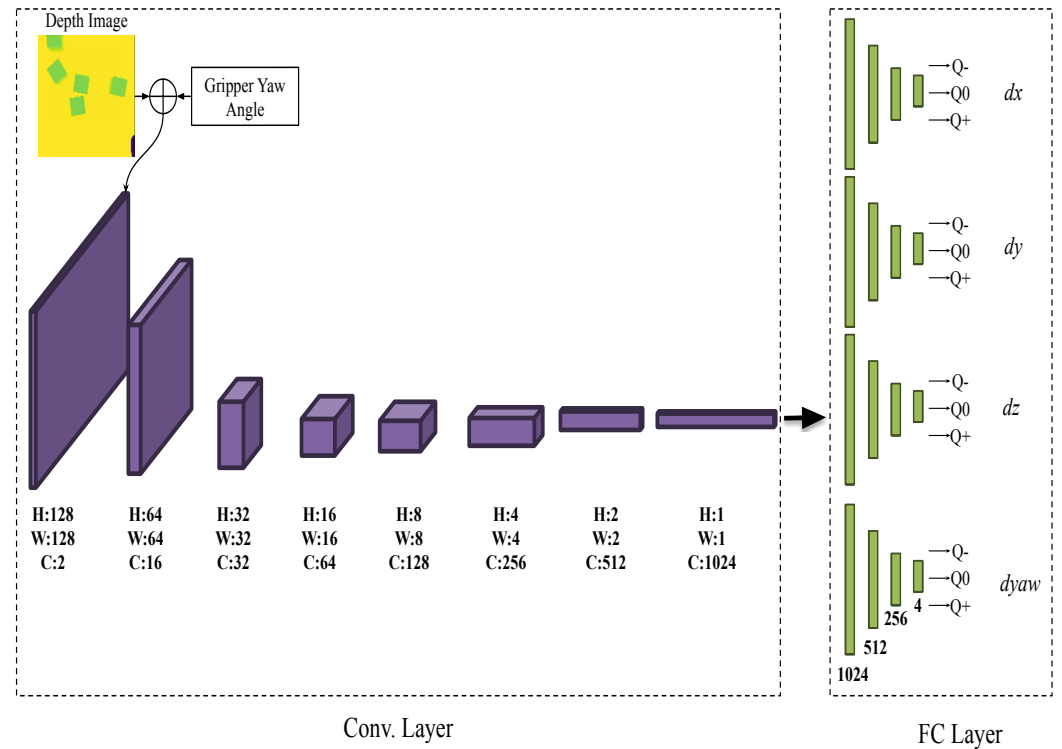 Depth Image
Gripper Yaw
Angle
H:128
W:128
C:2
H:64
W:64
C:16
H:32
W:32
C:32
H:16
W:16
C:64
H:8
W:8
C:128
H:4
W:4
C:256
H:2
W:2
C:512
H:1
W:1
C:1024
Conv. Layer
Q-
Q0
Q+
dx
Q-
Q0
Q+
dy
Q-
Q0
Q+
dz
Q-
Q0
Q+
dyaw
4
256
512
1024
FC Layer